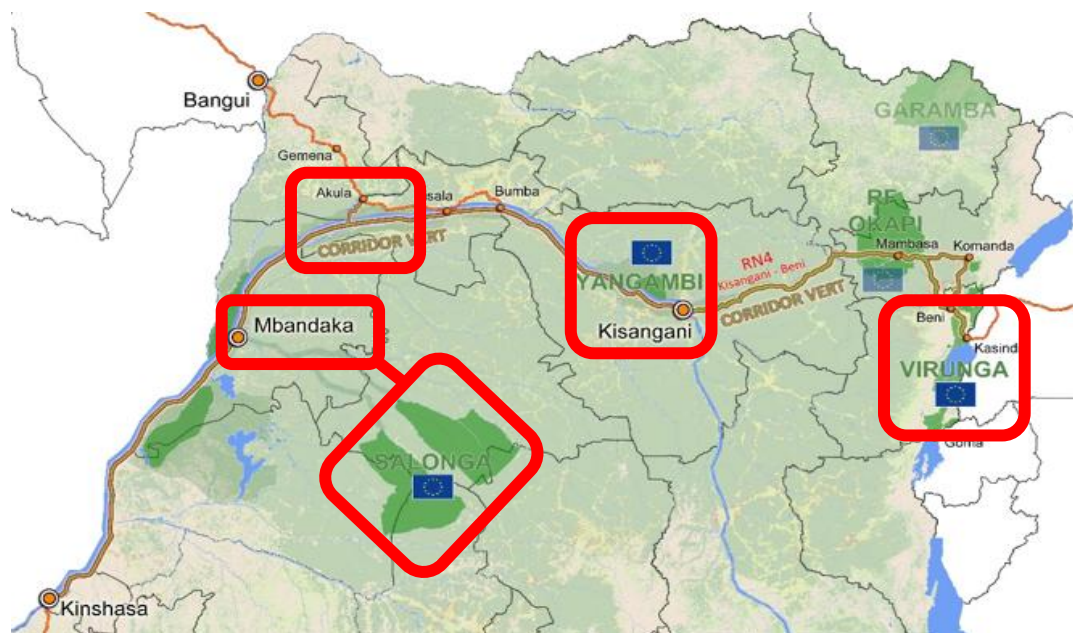 Bangui
GARAMBA
Gemena
Akula
sala
Bumba
RF
OKAPI
CORRIDOR VERT
Mambasa
Komanda
RN4
Kisangani - Beni
YANGAMBI
CORRIDOR VERT
Mbandaka
Kisangani
Beni
Kasindi
VIRUNGA
Goma
SALONGA
Kinshasa